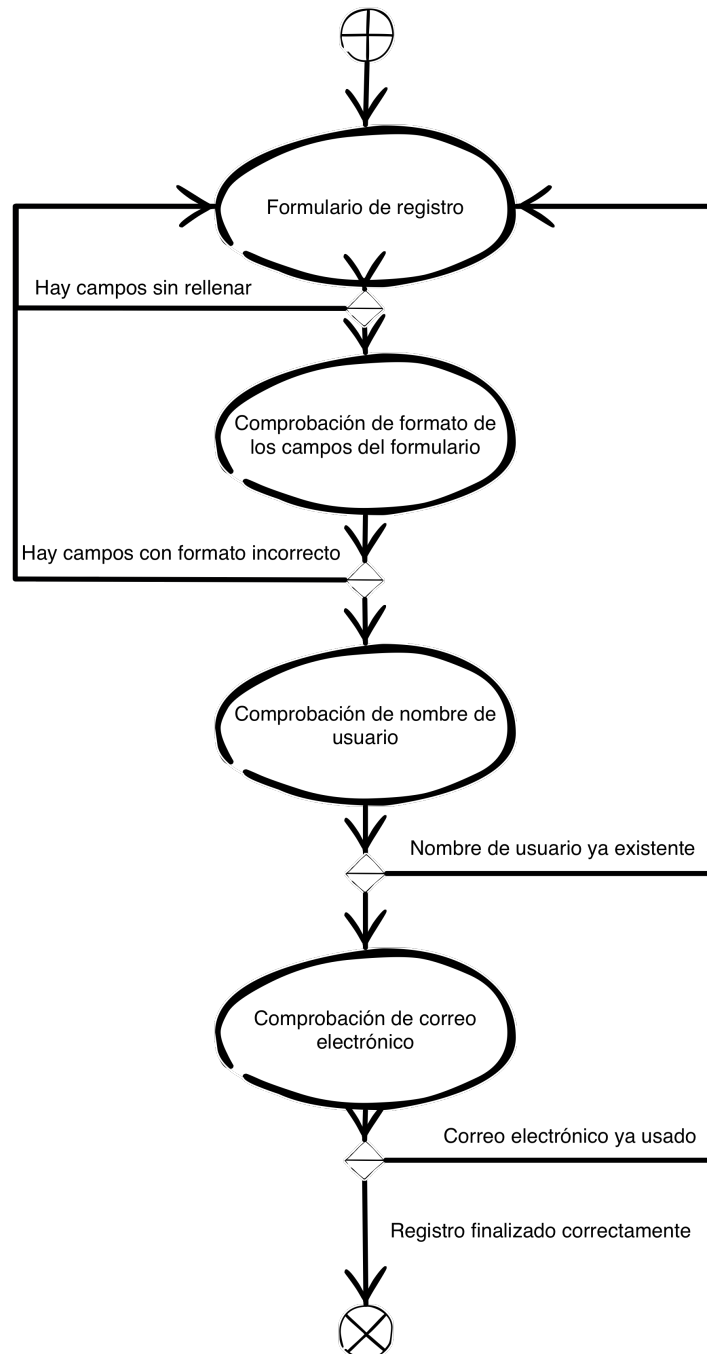 Formulario de registro
Hay campos sin rellenar
Comprobación de formato de
los campos del formulario
Hay campos con formato incorrecto
Comprobación de nombre de
usuario
Nombre de usuario ya existente
Comprobación de correo
electrónico
Correo electrónico ya usado
Registro finalizado correctamente